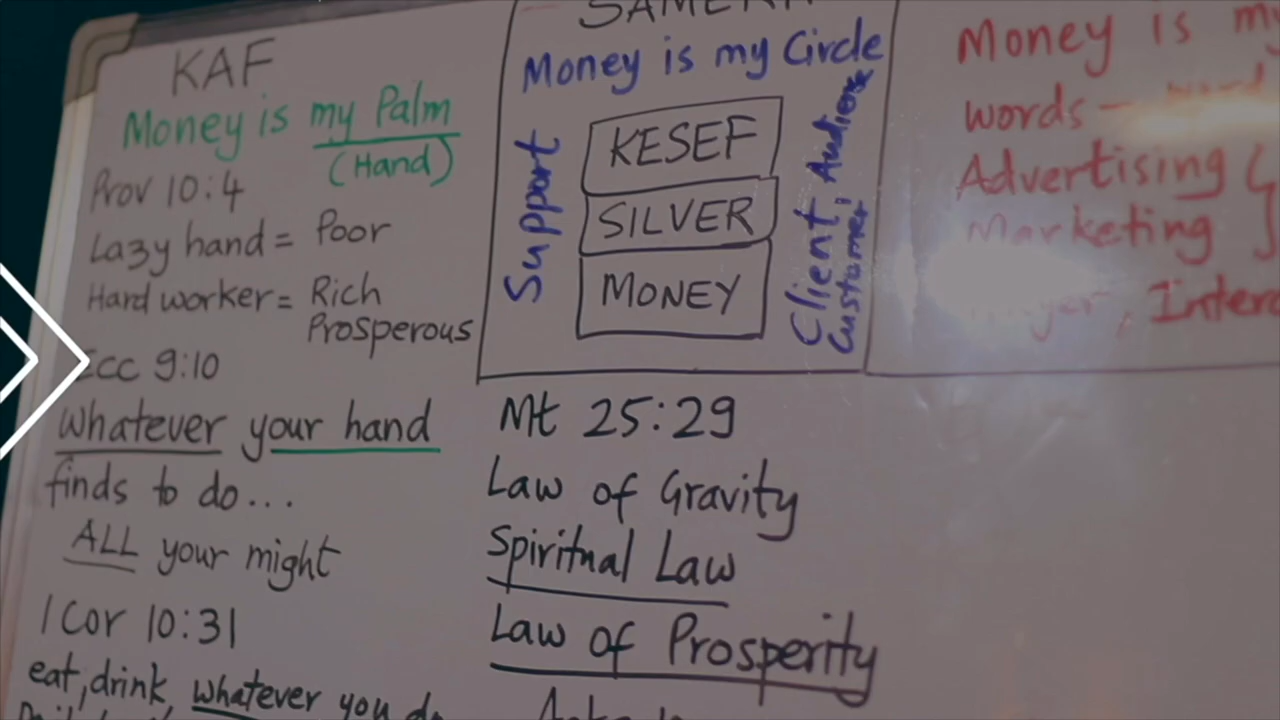 KAF
Money is my Palm
(Hand)
Prov 10:4
Lazy hand = Poor
Hard worker = Rich
Prosperous
Ecc 9:10
Whatever your hand
finds to do...
ALL your might
1 Cor 10:31
eat, drink, whatever you do
Money is my Circle
Support
KESEF
SILVER
MONEY
Client, Audience
Customer
Mt 25:29
Law of Gravity
Spiritual Law
Law of Prosperity
Money is my
words - word
Advertising
Marketing